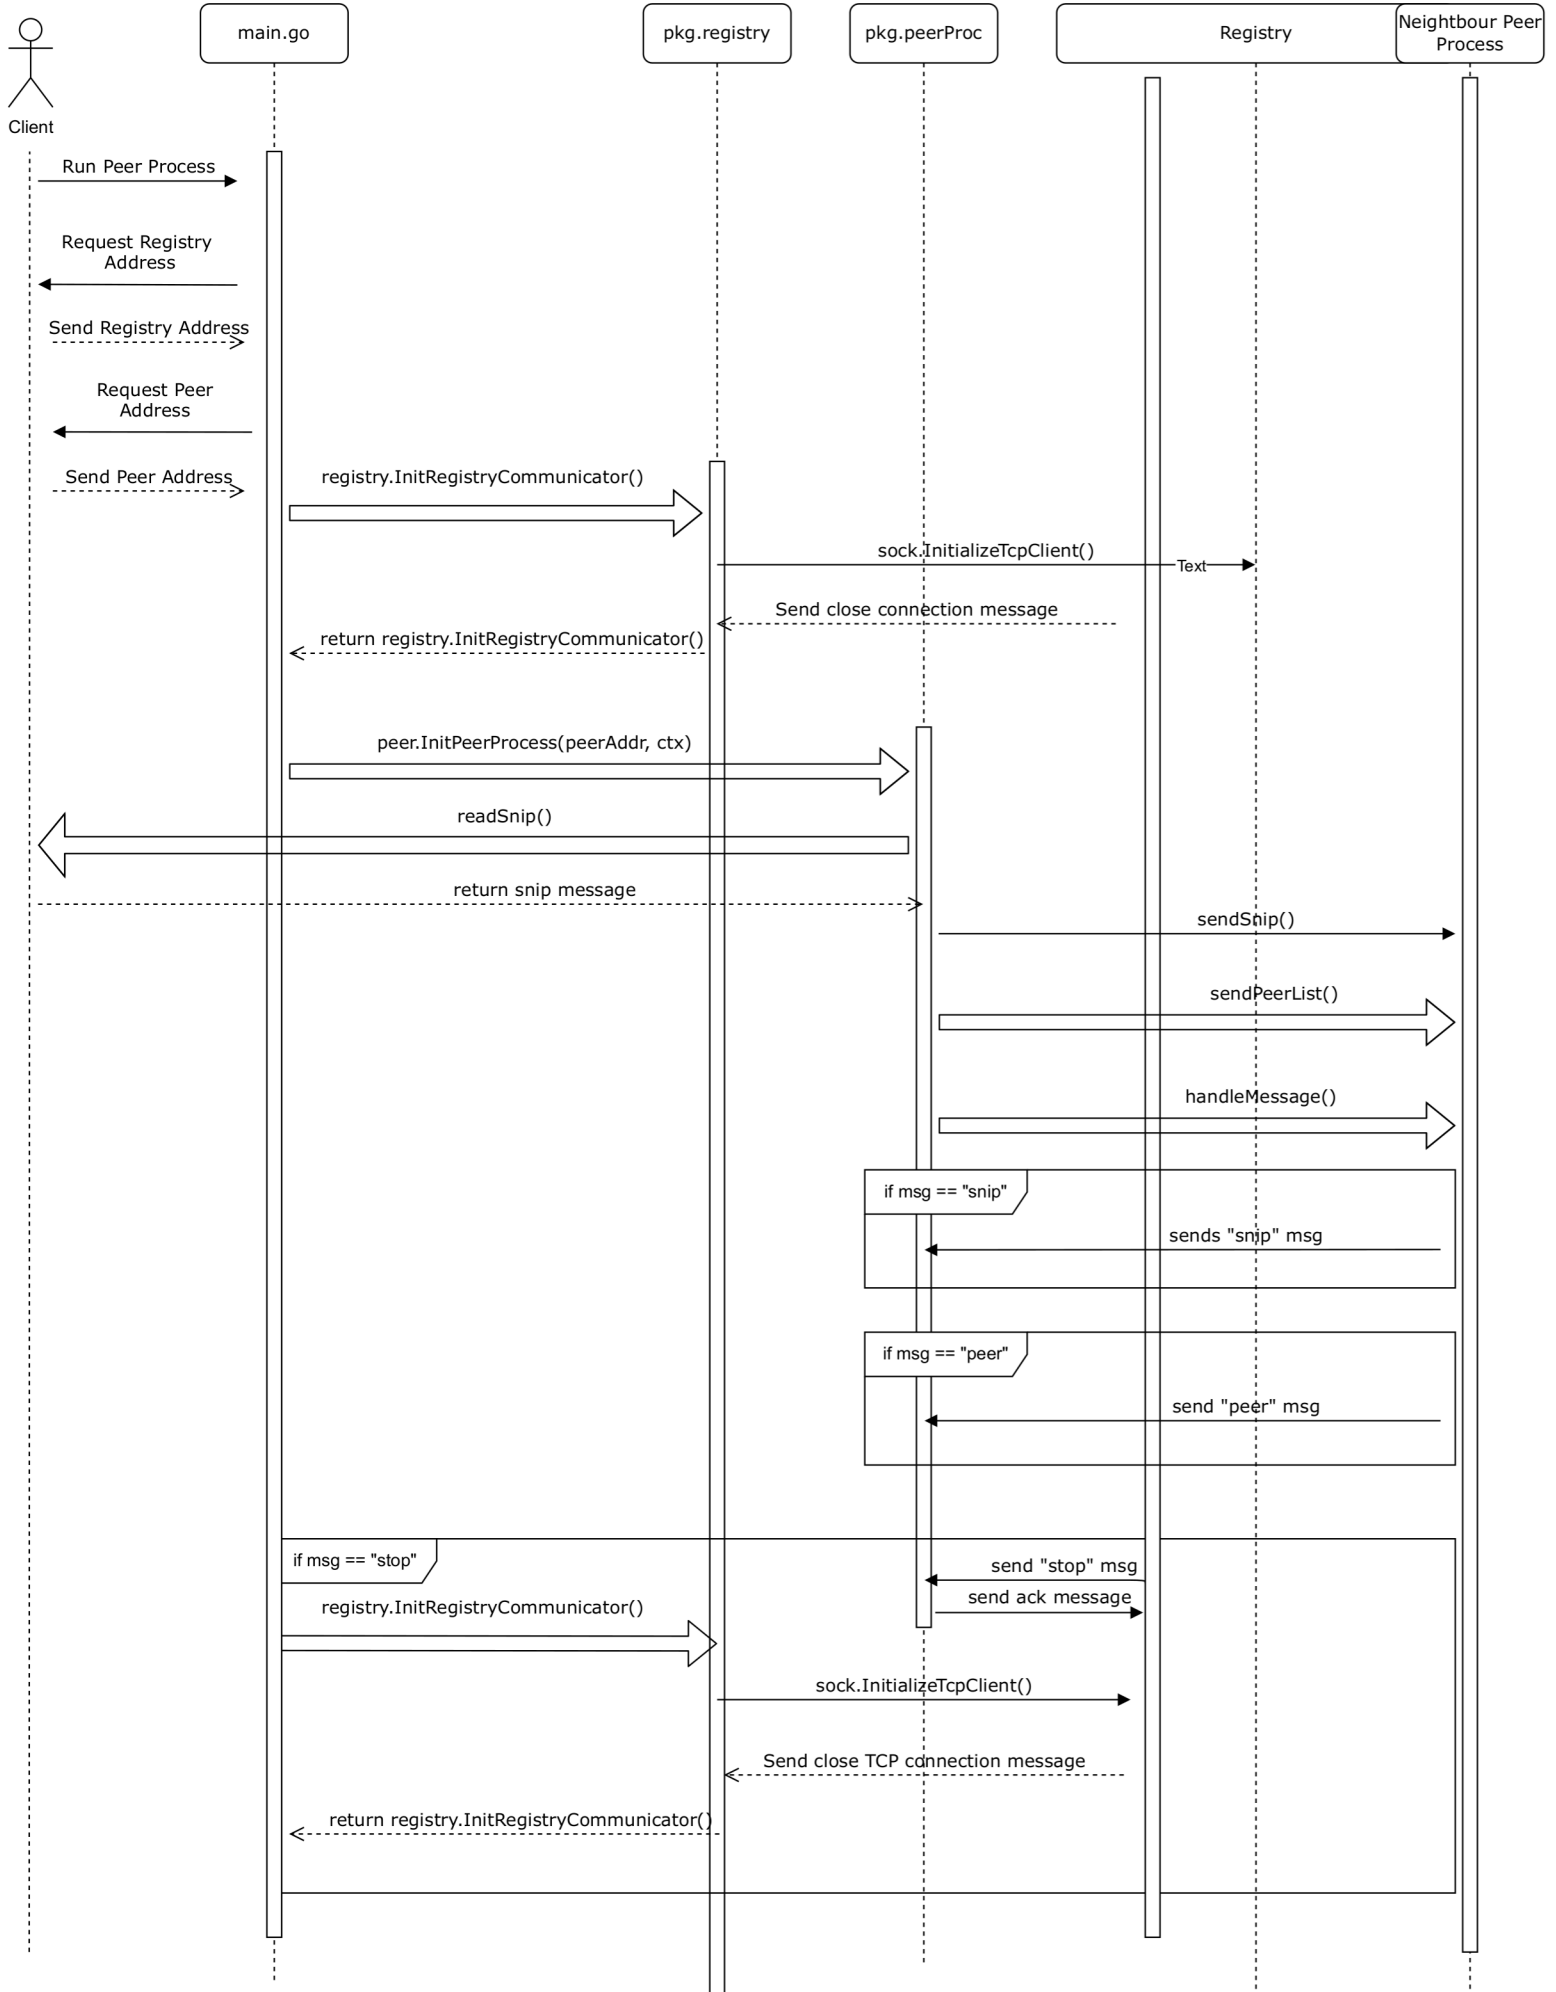 main.go
pkg.registry
pkg.peerProc
Registry
Neightbour Peer
Process
Client
Run Peer Process
Request Registry
Address
Send Registry Address
Request Peer
Address
Send Peer Address
registry.InitRegistryCommunicator()
sock.InitializeTcpClient()
Text
Send close connection message
return registry.InitRegistryCommunicator()
peer.InitPeerProcess(peerAddr, ctx)
readSnip()
return snip message
sendSnip()
sendPeerList()
handleMessage()
if msg == "snip"
sends "snip" msg
if msg == "peer"
send "peer" msg
if msg == "stop"
send "stop" msg
send ack message
registry.InitRegistryCommunicator()
sock.InitializeTcpClient()
Send close TCP connection message
return registry.InitRegistryCommunicator()